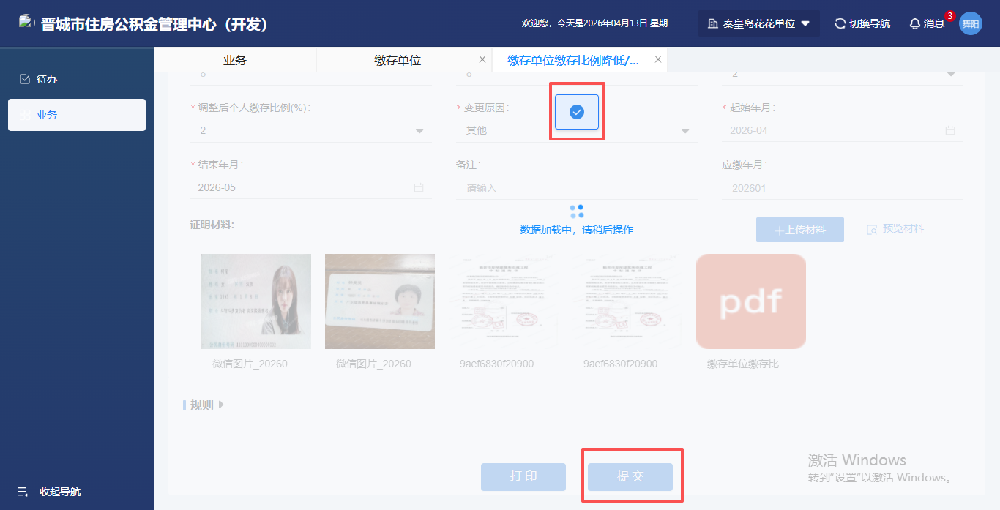 晋城市住房公积金管理中心（开发）
欢迎您，今天是2026年04月13日 星期一
秦皇岛花花单位
切换导航
消息
3
舞阳
待办
业务
收起导航
业务
缴存单位
缴存单位缴存比例降低/...
2
*调整后个人缴存比例(%):
2
*变更原因:
其他
*起始年月:
2026-04
*结束年月:
2026-05
备注:
请输入
应缴年月:
202601
数据加载中，请稍后操作
证明材料:
上传材料
预览材料
pdf
微信图片_20260...
微信图片_20260...
9aef6830f20900...
9aef6830f20900...
缴存单位缴存比...
规则
打 印
提 交
激活 Windows
转到"设置"以激活 Windows。